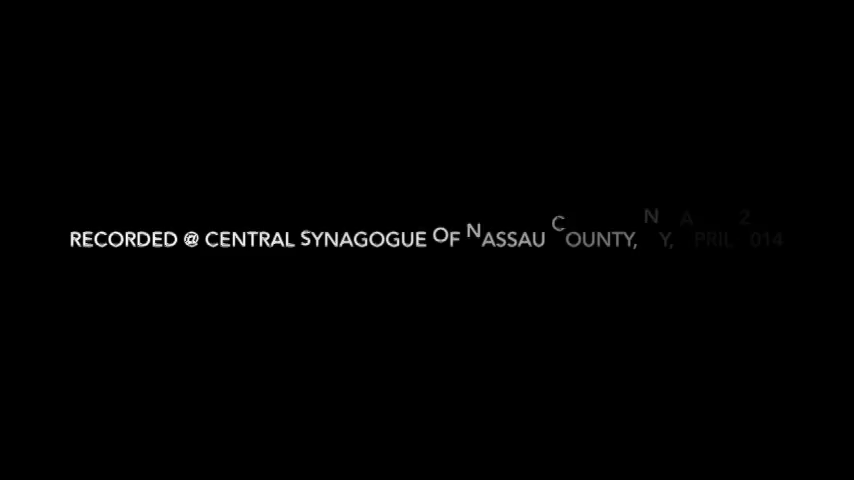 RECORDED @ CENTRAL SYNAGOGUE OF NASSAU COUNTY, NY, APRIL 2014